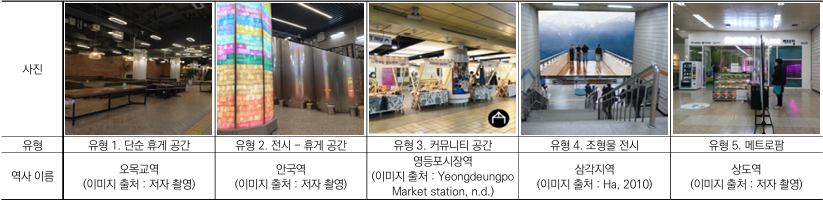 사진
유형
유형 1. 단순 휴게 공간
유형 2. 전시 - 휴게 공간
유형 3. 커뮤니티 공간
유형 4. 조형물 전시
유형 5. 메트로팜
역사 이름
오목교역
(이미지 출처 : 저자 촬영)
안국역
(이미지 출처 : 저자 촬영)
영등포시장역
(이미지 출처 : Yeongdeungpo
Market station, n.d.)
삼각지역
(이미지 출처 : Ha, 2010)
상도역
(이미지 출처 : 저자 촬영)